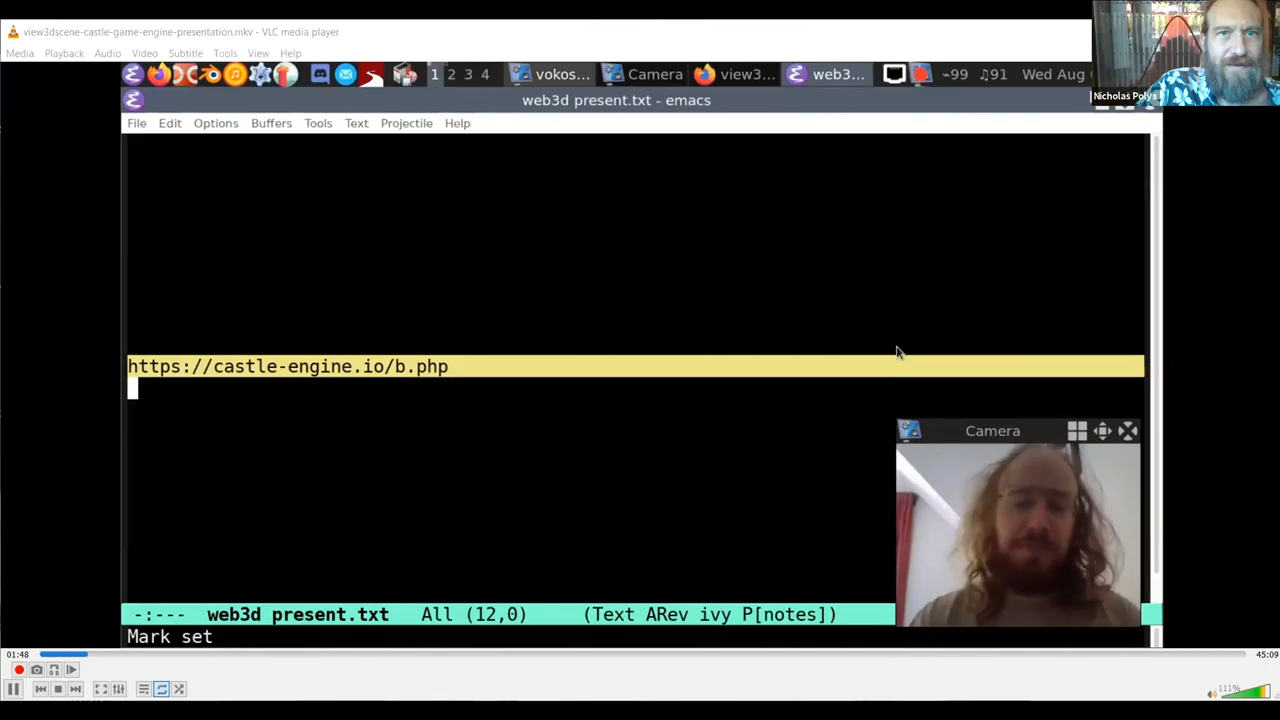 view3dscene-castle-game-engine-presentation.mkv - VLC media player
Media Playback Audio Video Subtitle Tools View Help
Nicholas Polys
1 2 3 4 vokos... Camera view3... web3... ~99 ♫91 Wed Aug
web3d present.txt - emacs
File Edit Options Buffers Tools Text Projectile Help
https://castle-engine.io/b.php
Camera
-:--- web3d present.txt All (12,0) (Text ARev ivy P[notes])
Mark set
01:48 45:09
111%